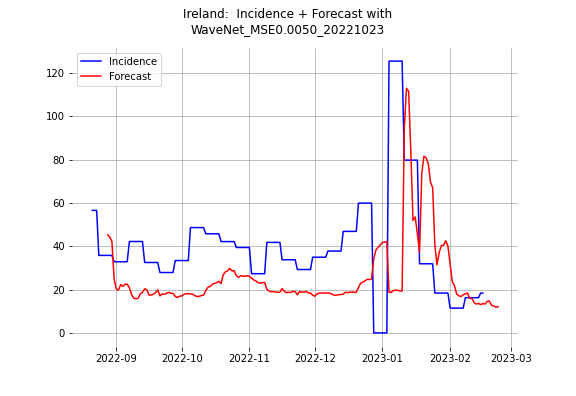 Ireland:  Incidence + Forecast with
WaveNet_MSE0.0050_20221023
Incidence
Forecast
120
100
80
60
40
20
0
2022-09 2022-10 2022-11 2022-12 2023-01 2023-02 2023-03